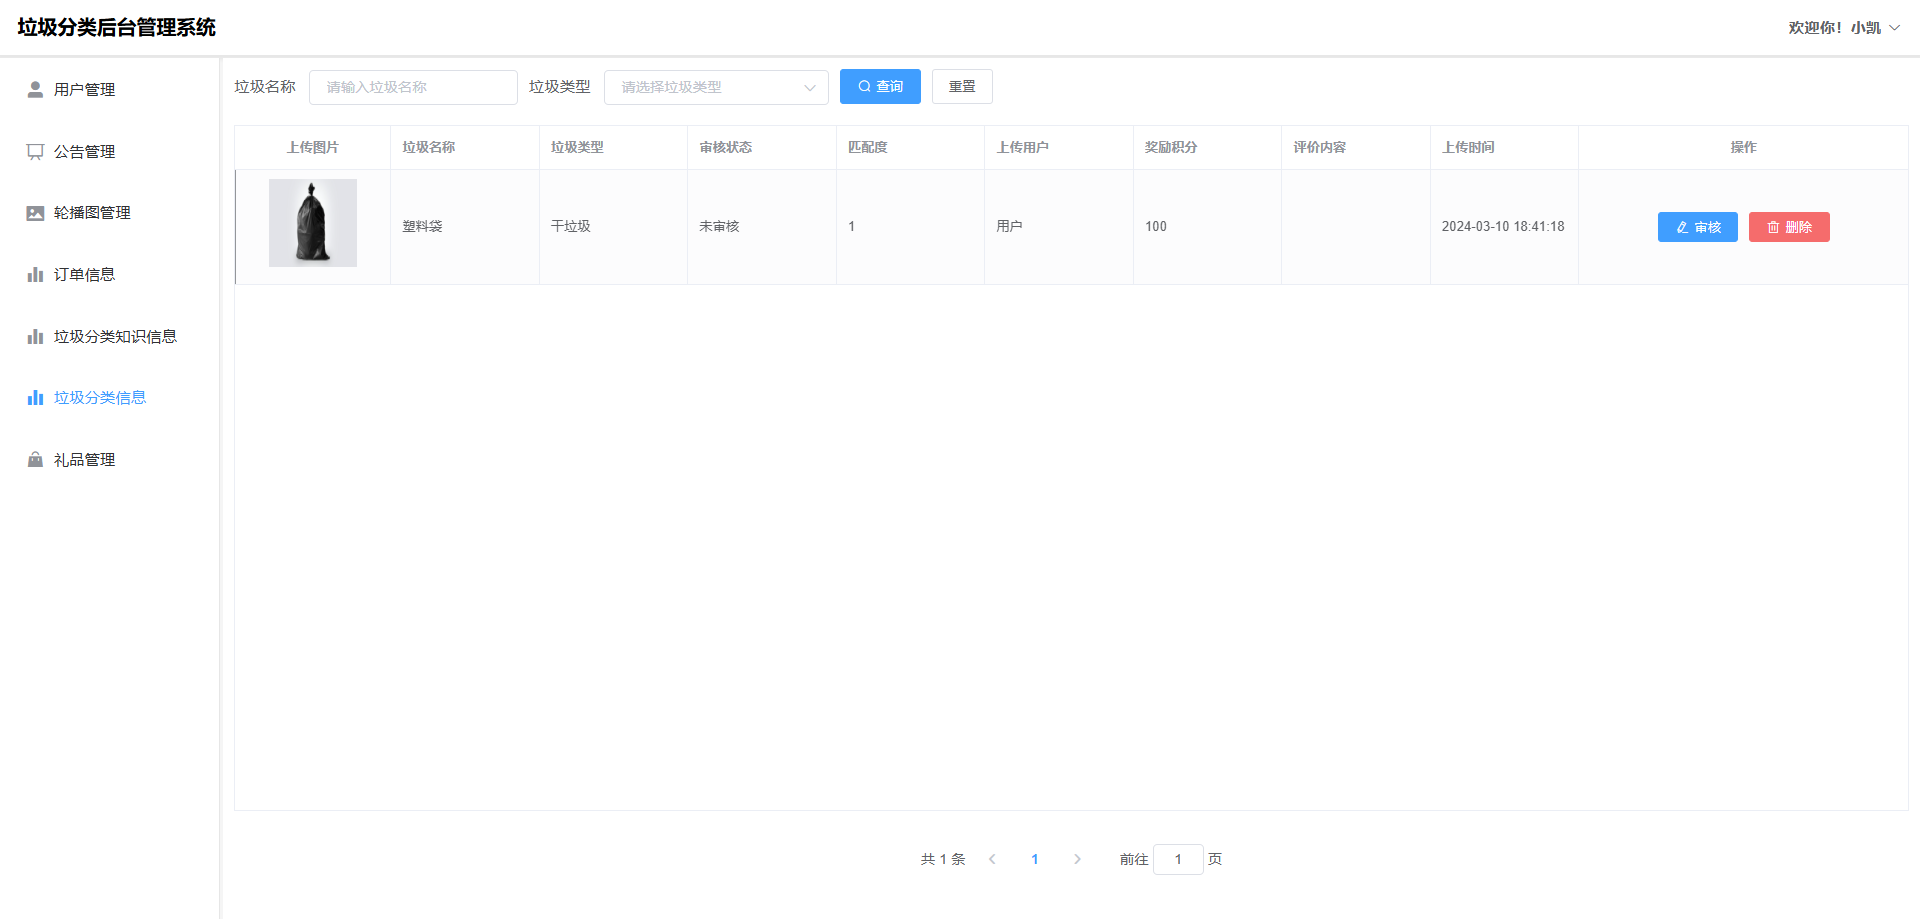 垃圾分类后台管理系统
欢迎你！小凯
用户管理
公告管理
轮播图管理
订单信息
垃圾分类知识信息
垃圾分类信息
礼品管理
垃圾名称 请输入垃圾名称 垃圾类型 请选择垃圾类型 查询 重置
上传图片 垃圾名称 垃圾类型 审核状态 匹配度 上传用户 奖励积分 评价内容 上传时间 操作
塑料袋 干垃圾 未审核 1 用户 100 2024-03-10 18:41:18 审核 删除
共 1 条 1 前往 1 页